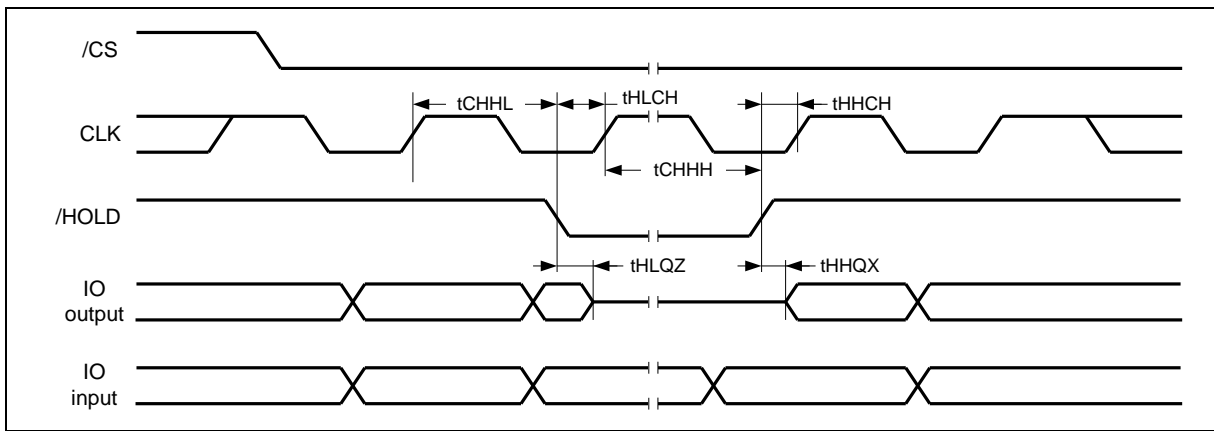 /CS
tCHHL
tHLCH
tHHCH
CLK
tCHHH
/HOLD
tHLQZ
tHHQX
IO
output
IO
input